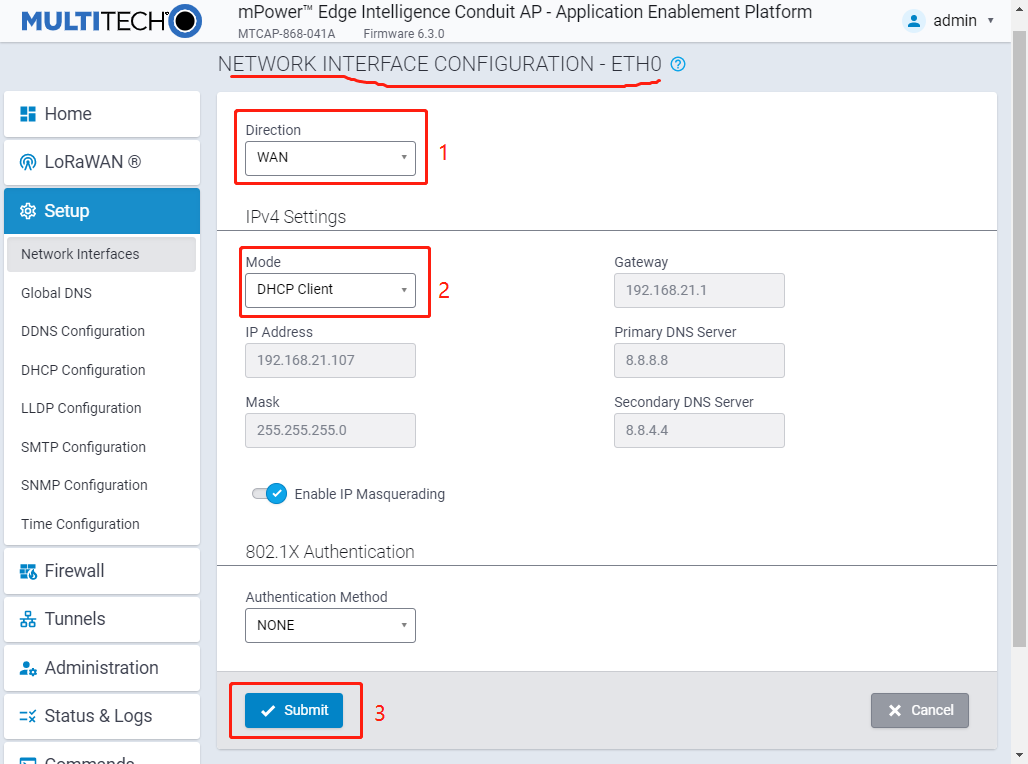 MULTITECH
mPower™ Edge Intelligence Conduit AP - Application Enablement Platform
MTCAP-868-041A Firmware 6.3.0
admin
NETWORK INTERFACE CONFIGURATION - ETH0 ?
Home
LoRaWAN ®
Setup
Network Interfaces
Global DNS
DDNS Configuration
DHCP Configuration
LLDP Configuration
SMTP Configuration
SNMP Configuration
Time Configuration
Firewall
Tunnels
Administration
Status & Logs
Commands
Direction
WAN
1
IPv4 Settings
Mode
DHCP Client
2
Gateway
192.168.21.1
IP Address
192.168.21.107
Primary DNS Server
8.8.8.8
Mask
255.255.255.0
Secondary DNS Server
8.8.4.4
Enable IP Masquerading
802.1X Authentication
Authentication Method
NONE
Submit
3
Cancel